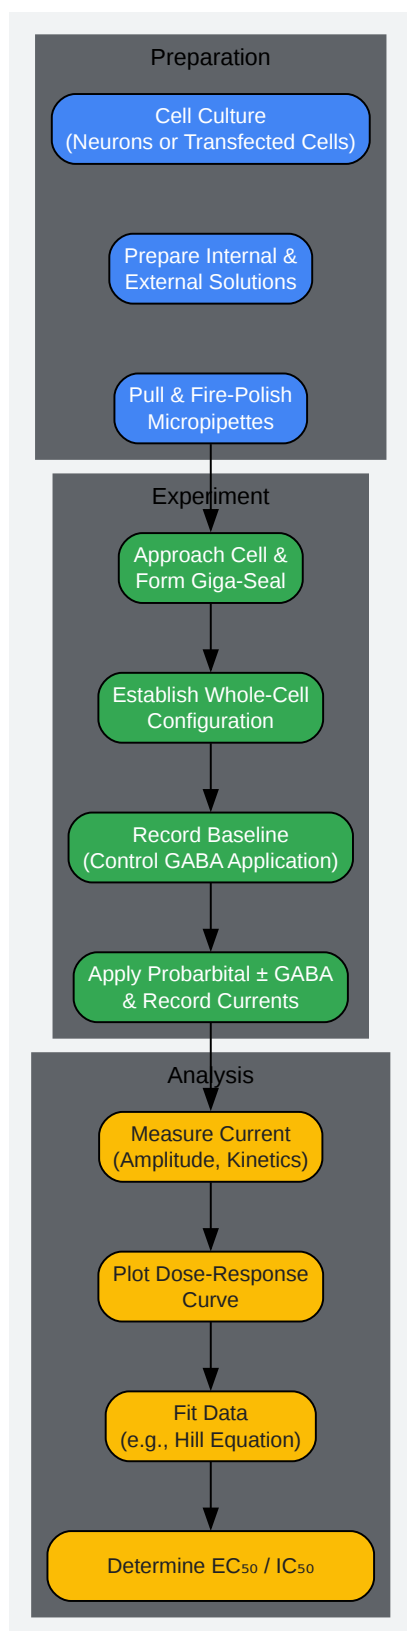 Preparation
Cell Culture
(Neurons or Transfected Cells)
Prepare Internal &
External Solutions
Pull & Fire-Polish
Micropipettes
Experiment
Approach Cell &
Form Giga-Seal
Establish Whole-Cell
Configuration
Record Baseline
(Control GABA Application)
Apply Probarbital ± GABA
& Record Currents
Analysis
Measure Current
(Amplitude, Kinetics)
Plot Dose-Response
Curve
Fit Data
(e.g., Hill Equation)
Determine EC₅₀ / IC₅₀